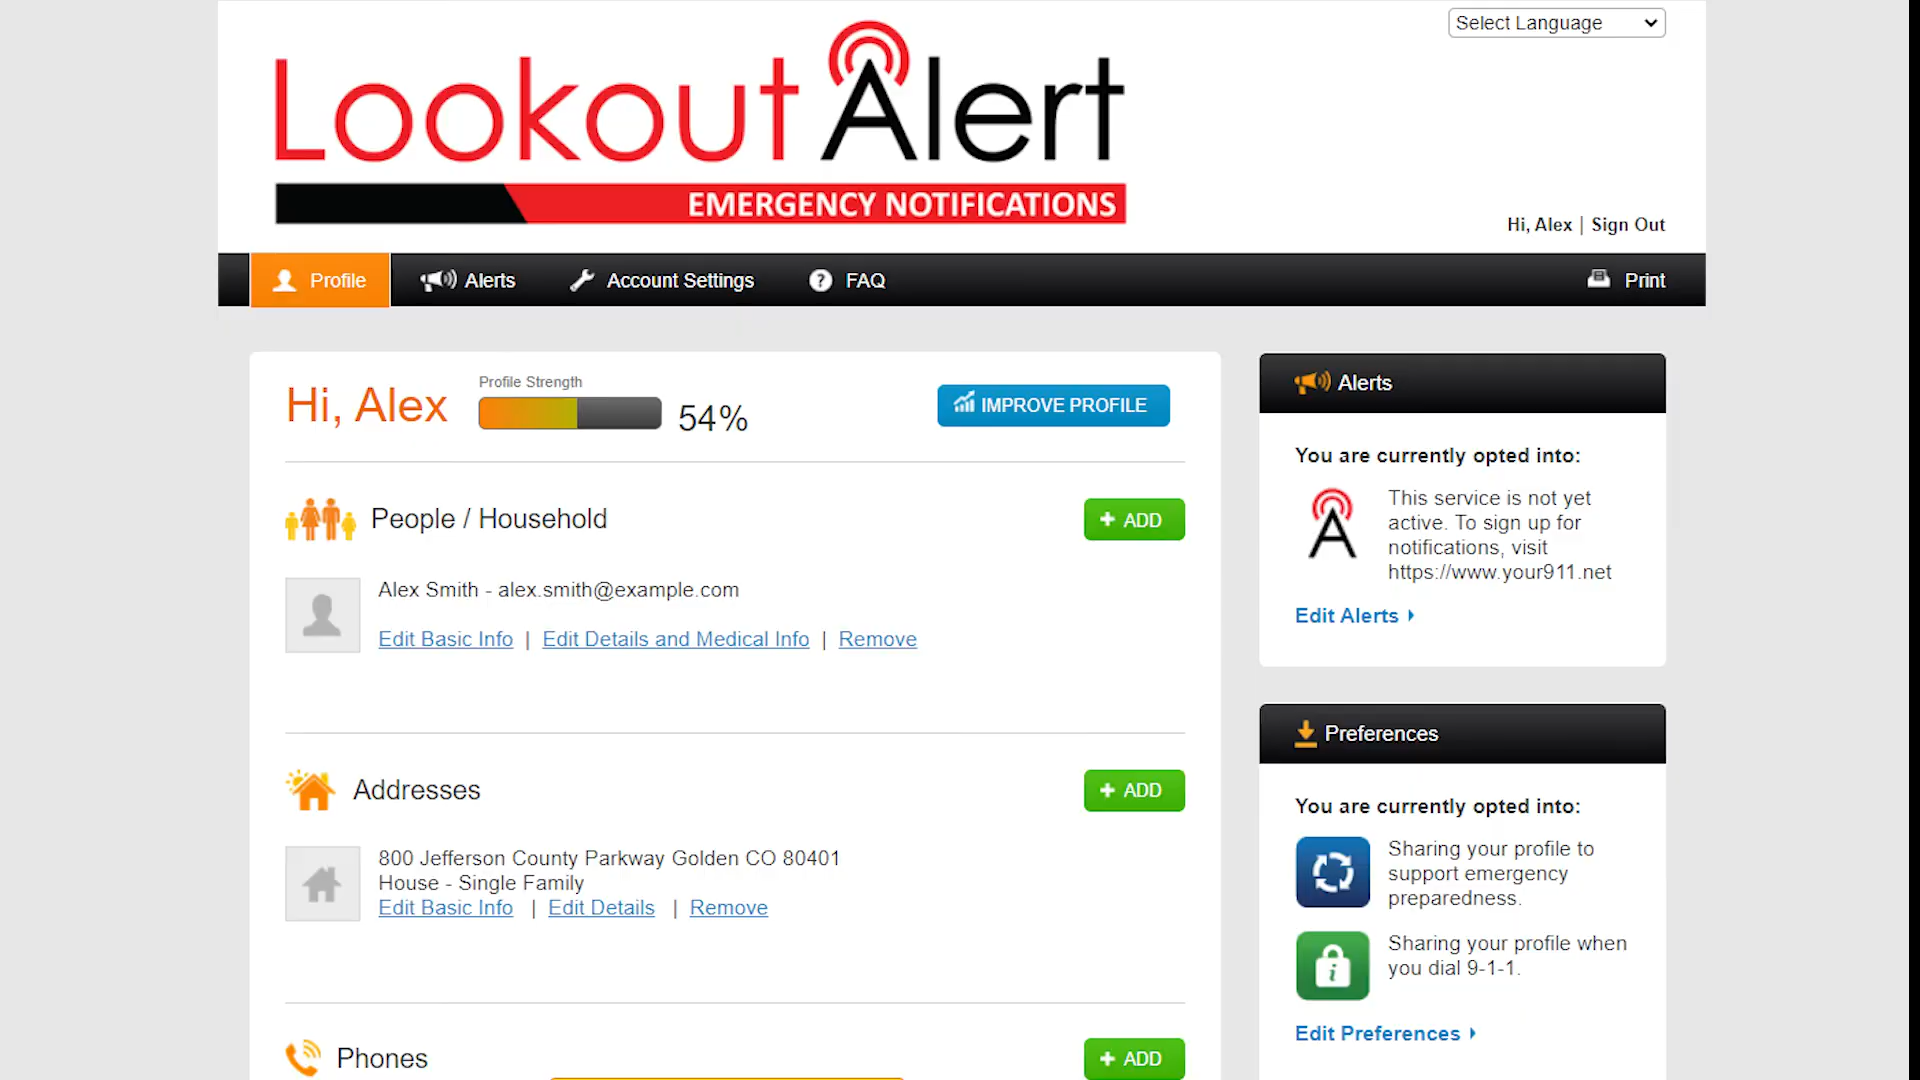 Select Language
Lookout Alert
EMERGENCY NOTIFICATIONS
Hi, Alex | Sign Out
Profile
Alerts
Account Settings
? FAQ
Print
Hi, Alex
Profile Strength
54%
IMPROVE PROFILE
People / Household
+ ADD
Alex Smith - alex.smith@example.com
Edit Basic Info | Edit Details and Medical Info | Remove
Addresses
+ ADD
800 Jefferson County Parkway Golden CO 80401
House - Single Family
Edit Basic Info | Edit Details | Remove
Phones
+ ADD
Alerts
You are currently opted into:
A
This service is not yet
active. To sign up for
notifications, visit
https://www.your911.net
Edit Alerts
Preferences
You are currently opted into:
Sharing your profile to
support emergency
preparedness.
i
Sharing your profile when
you dial 9-1-1.
Edit Preferences